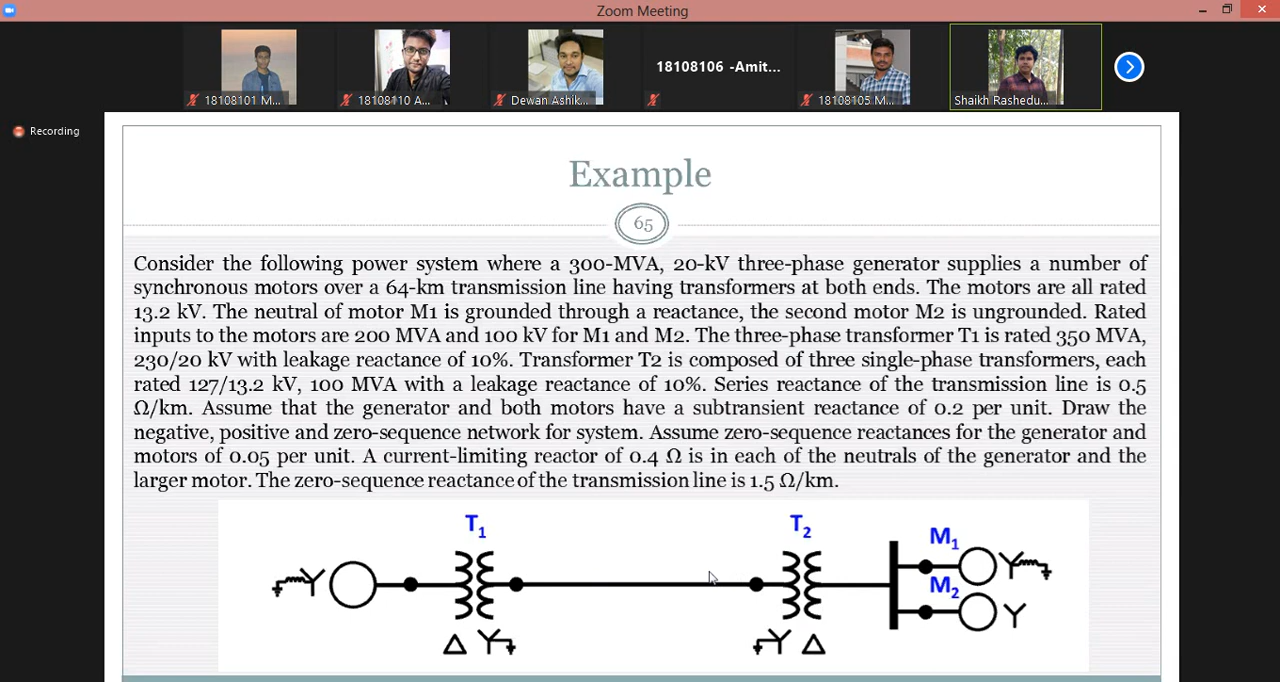 Zoom Meeting
18108101 M...
18108110 A...
Dewan Ashik...
18108106 -Amit...
18108105 M...
Shaikh Rashedu...
Recording
Example
65
Consider the following power system where a 300-MVA, 20-kV three-phase generator supplies a number of
synchronous motors over a 64-km transmission line having transformers at both ends. The motors are all rated
13.2 kV. The neutral of motor M1 is grounded through a reactance, the second motor M2 is ungrounded. Rated
inputs to the motors are 200 MVA and 100 kV for M1 and M2. The three-phase transformer T1 is rated 350 MVA,
230/20 kV with leakage reactance of 10%. Transformer T2 is composed of three single-phase transformers, each
rated 127/13.2 kV, 100 MVA with a leakage reactance of 10%. Series reactance of the transmission line is 0.5
Ω/km. Assume that the generator and both motors have a subtransient reactance of 0.2 per unit. Draw the
negative, positive and zero-sequence network for system. Assume zero-sequence reactances for the generator and
motors of 0.05 per unit. A current-limiting reactor of 0.4 Ω is in each of the neutrals of the generator and the
larger motor. The zero-sequence reactance of the transmission line is 1.5 Ω/km.
T1
T2
M1
M2